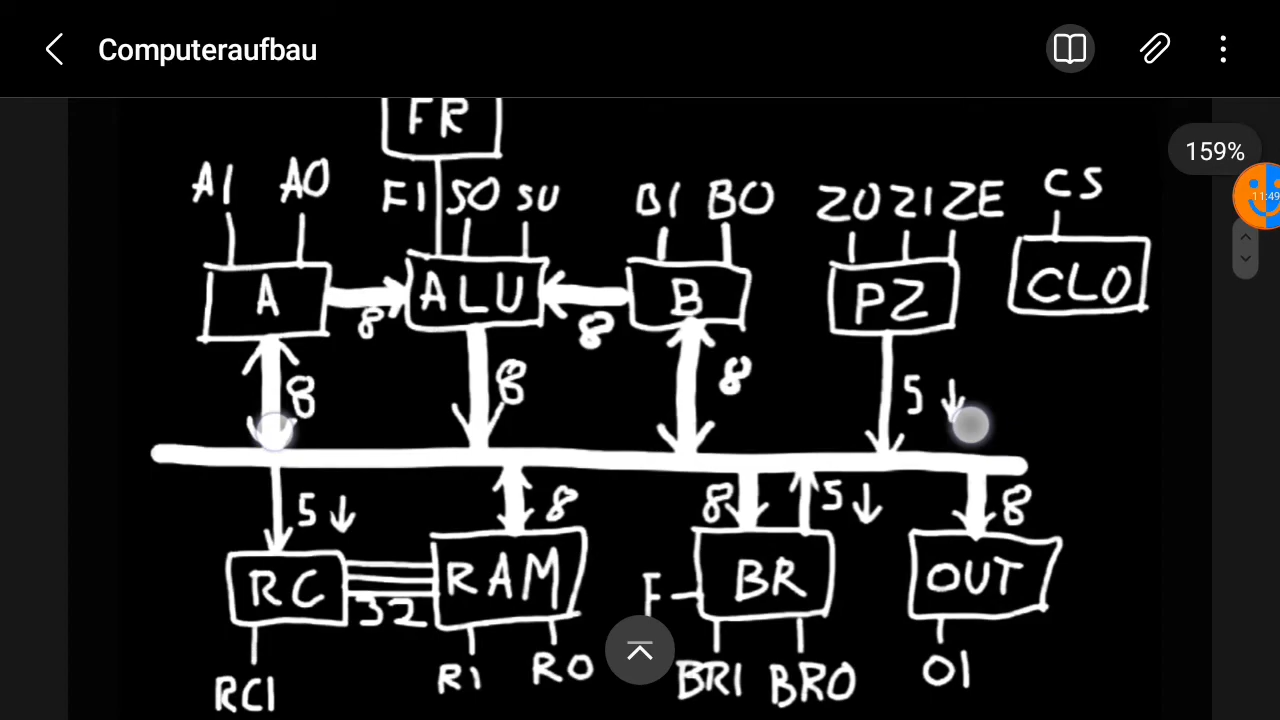 Computeraufbau
159%
11:49
FR
AI AO FI SO SU BI BO ZO ZI ZE CS
A ALU B PZ CLO
8 8
8 8 8 5
5 8 8 5 8
RC RAM BR OUT
32 F
RCI RI RO BRI BRO OI